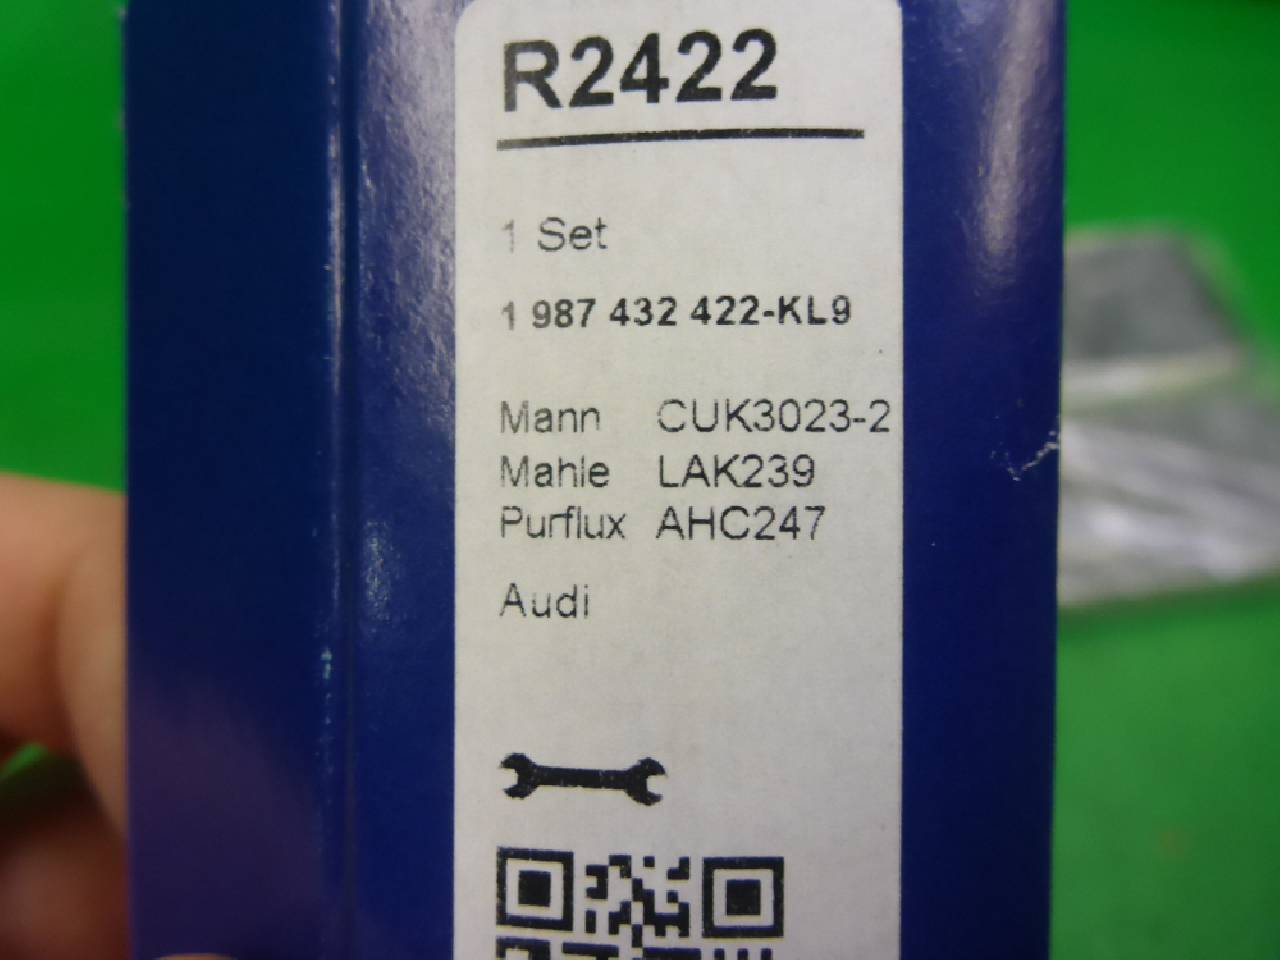 R2422
1 Set
1 987 432 422-KL9
Mann CUK3023-2
Mahle LAK239
Purflux AHC247
Audi